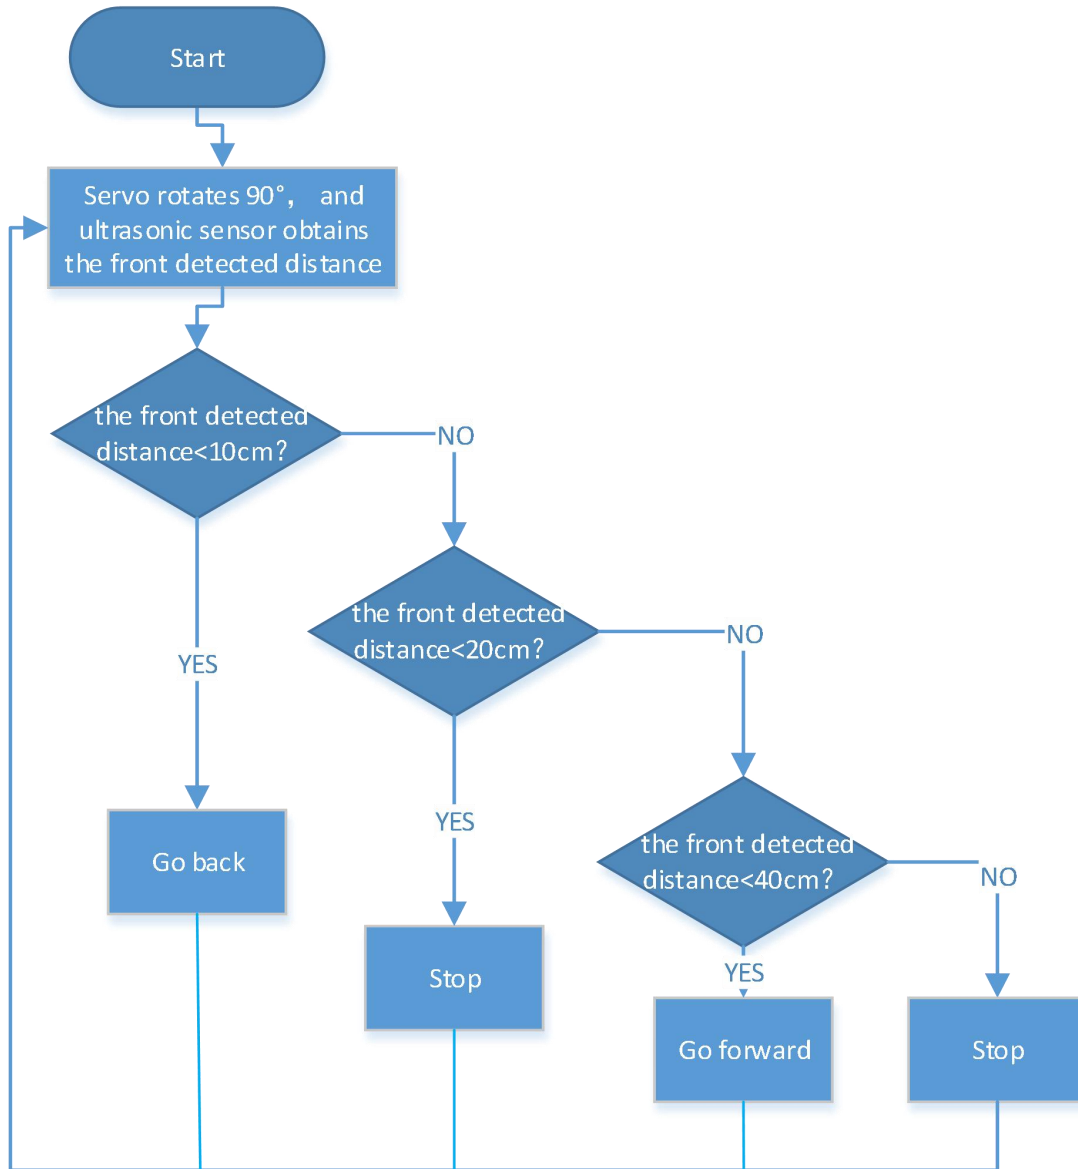 Start
Servo rotates 90°， and
ultrasonic sensor obtains
the front detected distance
the front detected
distance<10cm？
NO
the front detected
distance<20cm？
NO
YES
YES
the front detected
distance<40cm？
NO
Go back
Stop
YES
Go forward
Stop